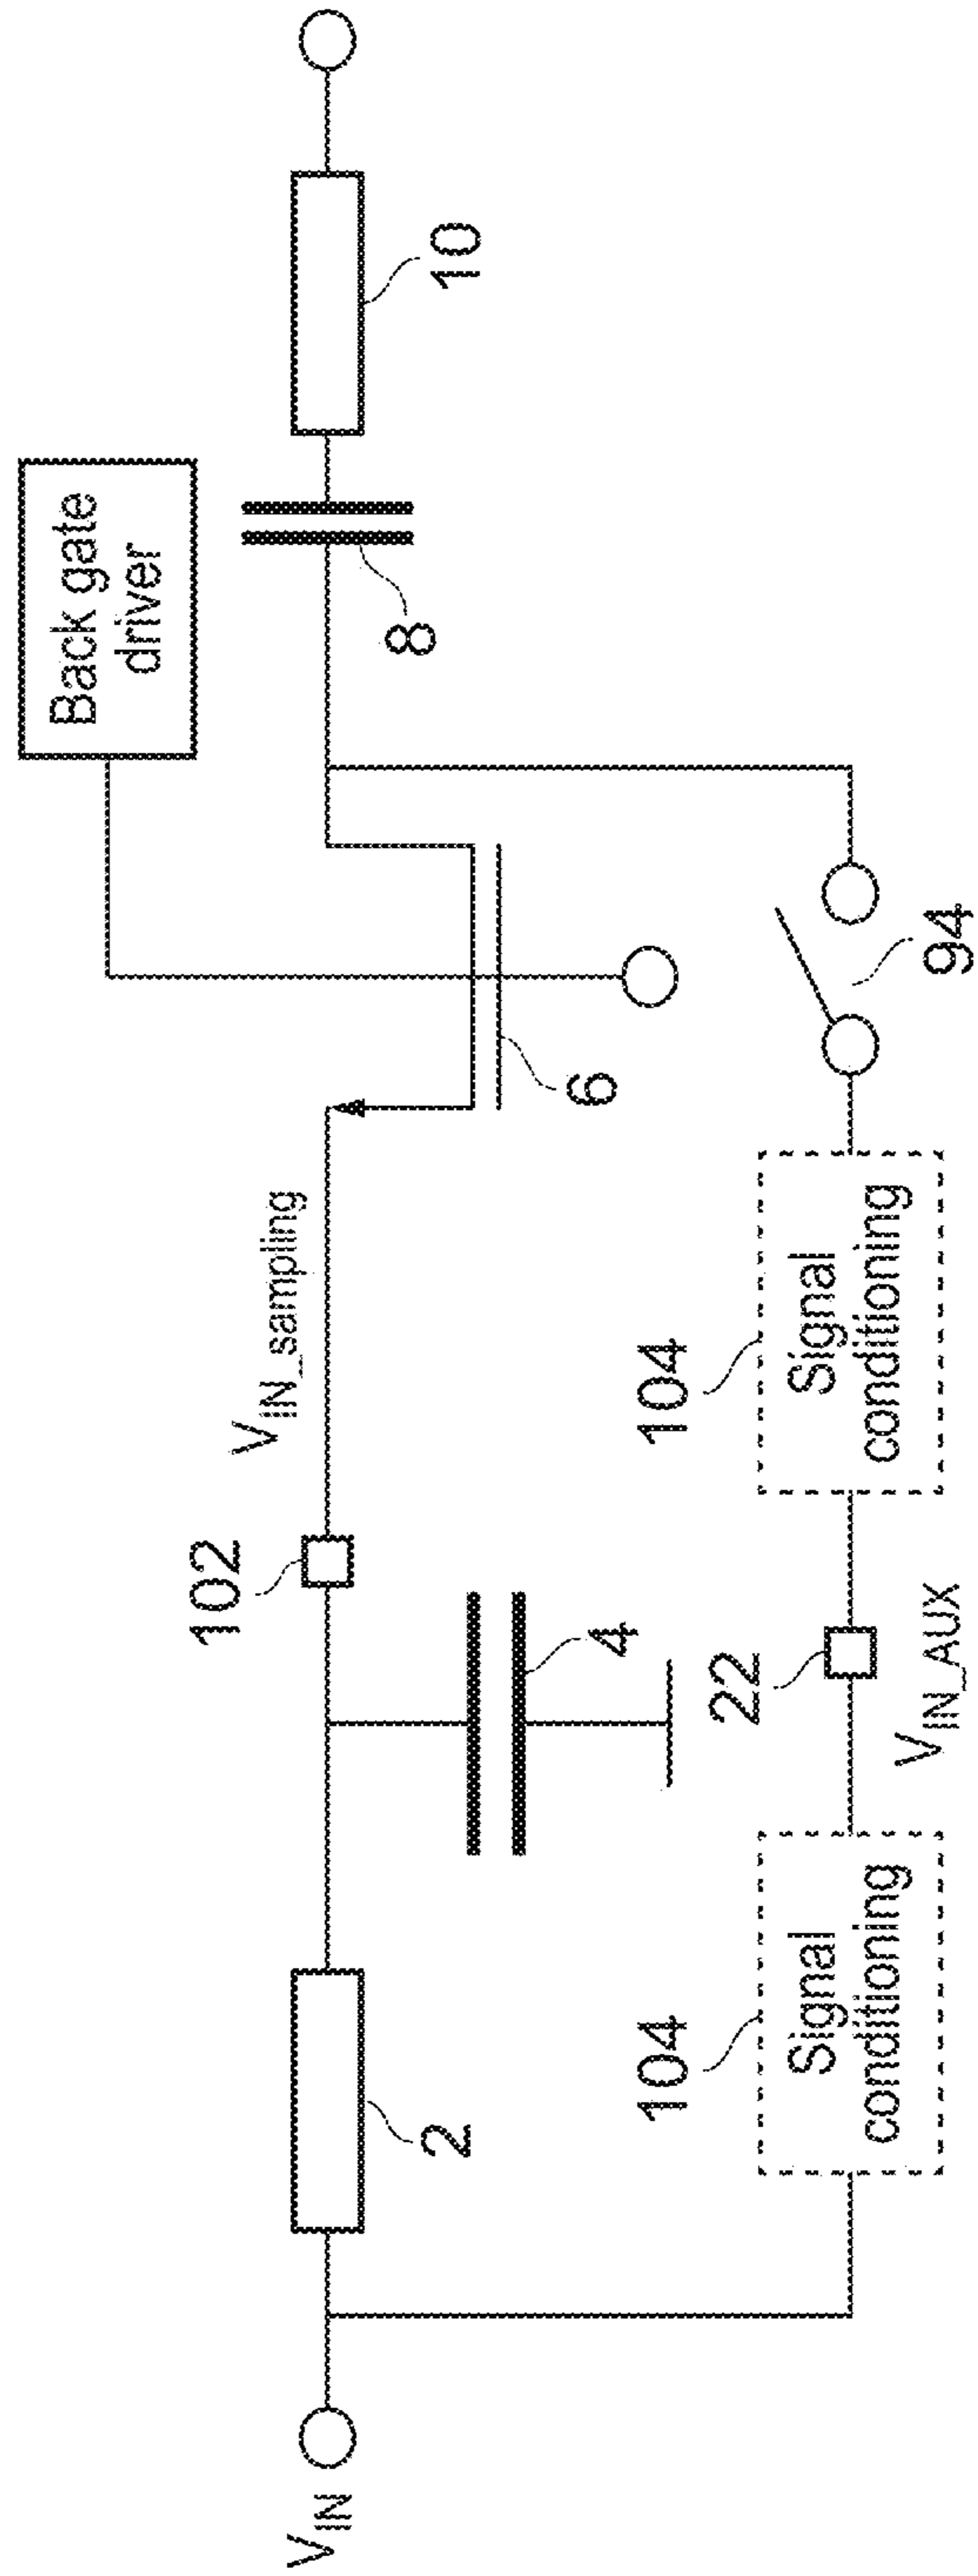 Back gate
driver
10
8
V_IN_sampling
102
6
94
4
2
V_IN
104
Signal
conditioning
22
V_IN_AUX
104
Signal
conditioning